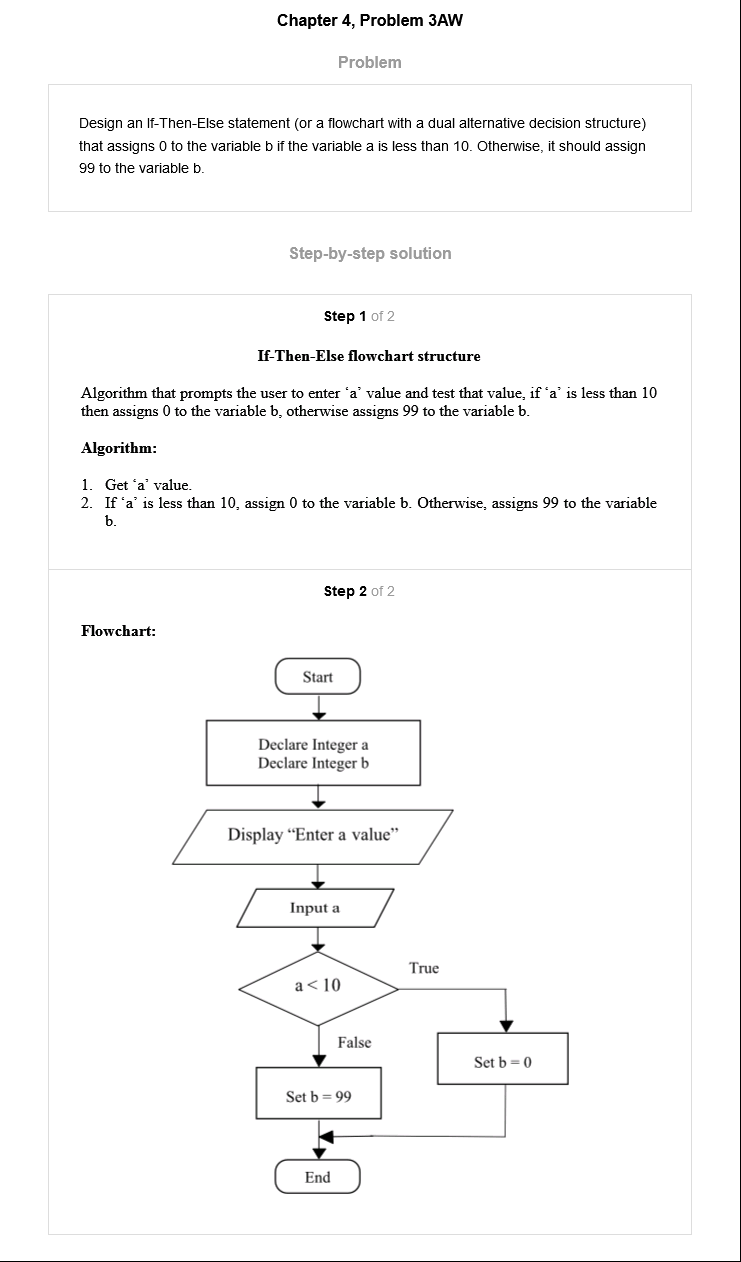 Chapter 4, Problem 3AW
Problem
Design an If-Then-Else statement (or a flowchart with a dual alternative decision structure)
that assigns 0 to the variable b if the variable a is less than 10. Otherwise, it should assign
99 to the variable b.
Step-by-step solution
Step 1 of 2
If-Then-Else flowchart structure
Algorithm that prompts the user to enter ‘a’ value and test that value, if ‘a’ is less than 10
then assigns 0 to the variable b, otherwise assigns 99 to the variable b.
Algorithm:
1. Get ‘a’ value.
2. If ‘a’ is less than 10, assign 0 to the variable b. Otherwise, assigns 99 to the variable
b.
Step 2 of 2
Flowchart:
Start
Declare Integer a
Declare Integer b
Display “Enter a value”
Input a
a < 10
True
False
Set b = 0
Set b = 99
End